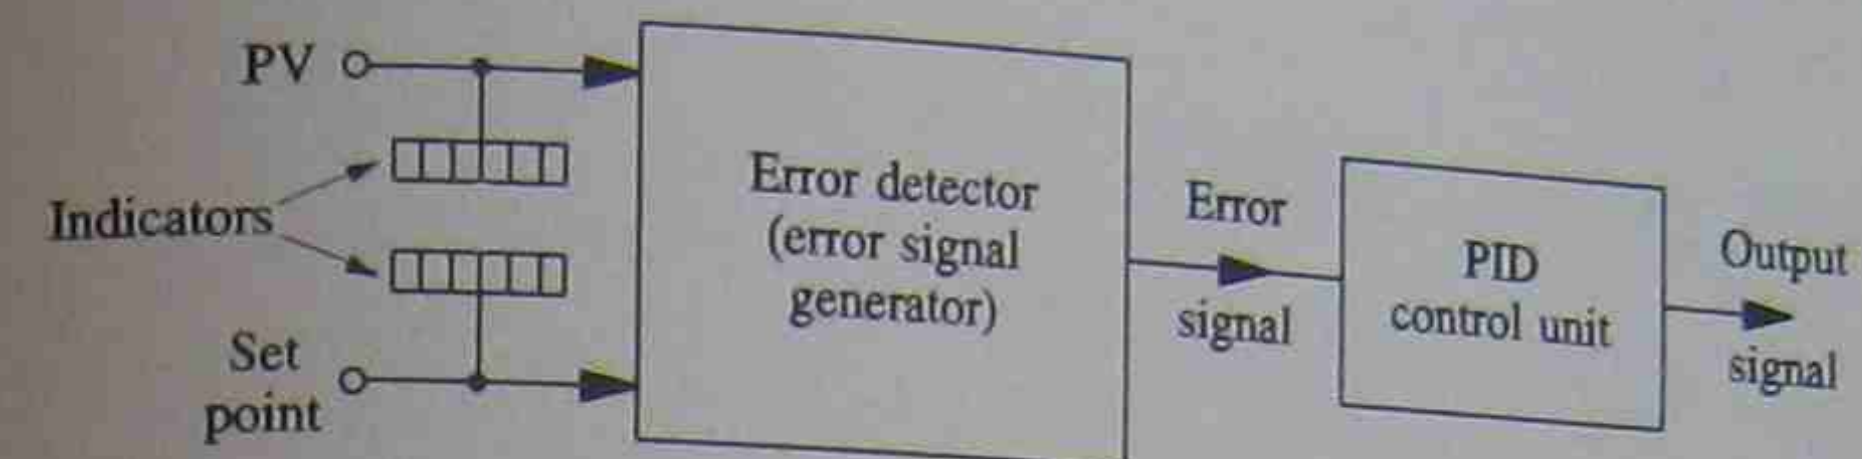 PV
Indicators
Set
point
Error detector
(error signal
generator)
Error
signal
PID
control unit
Output
signal